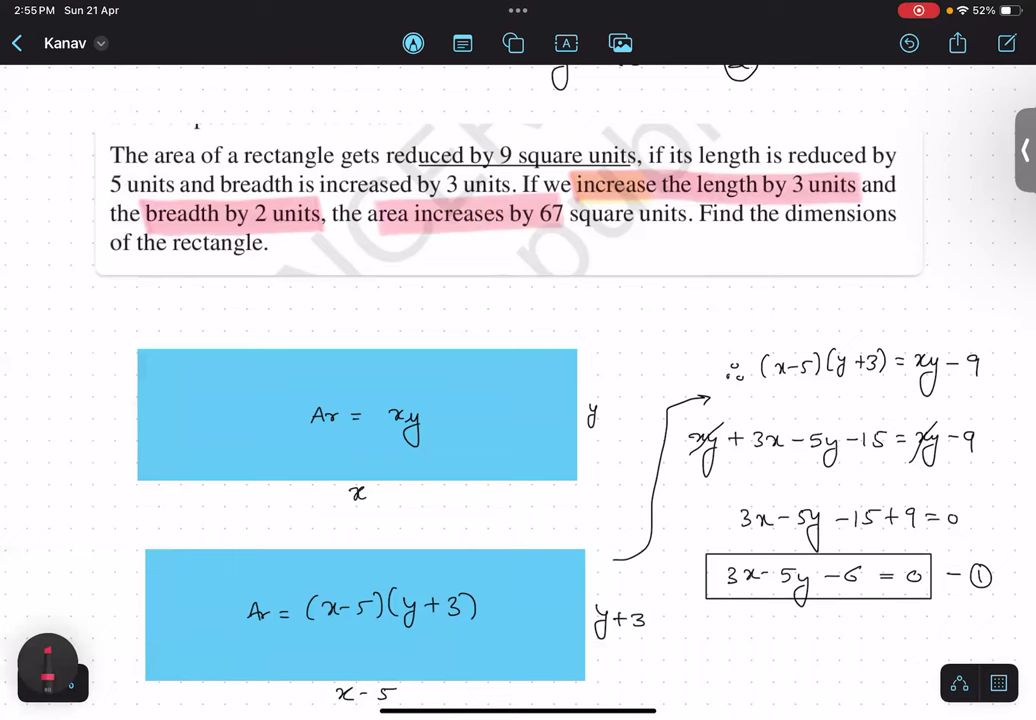 2:55 PM Sun 21 Apr
52%
Kanav
A
y
The area of a rectangle gets reduced by 9 square units, if its length is reduced by
5 units and breadth is increased by 3 units. If we increase the length by 3 units and
the breadth by 2 units, the area increases by 67 square units. Find the dimensions
of the rectangle.
Ar = xy
y
x
∴ (x-5)(y+3) = xy - 9
xy + 3x - 5y - 15 = xy - 9
3x - 5y - 15 + 9 = 0
3x - 5y - 6 = 0 - ①
Ar = (x-5)(y+3)
y+3
x - 5